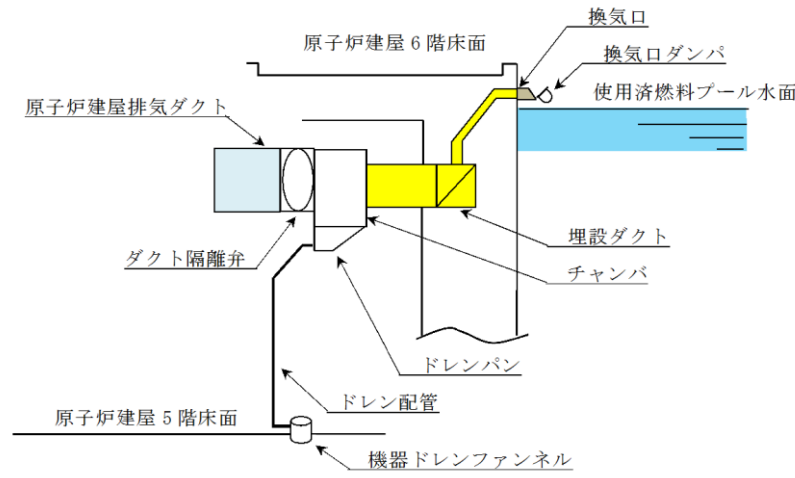 換気口
原子炉建屋６階床面
換気口ダンパ
使用済燃料プール水面
原子炉建屋排気ダクト
埋設ダクト
ダクト隔離弁
チャンバ
ドレンパン
ドレン配管
原子炉建屋５階床面
機器ドレンファンネル